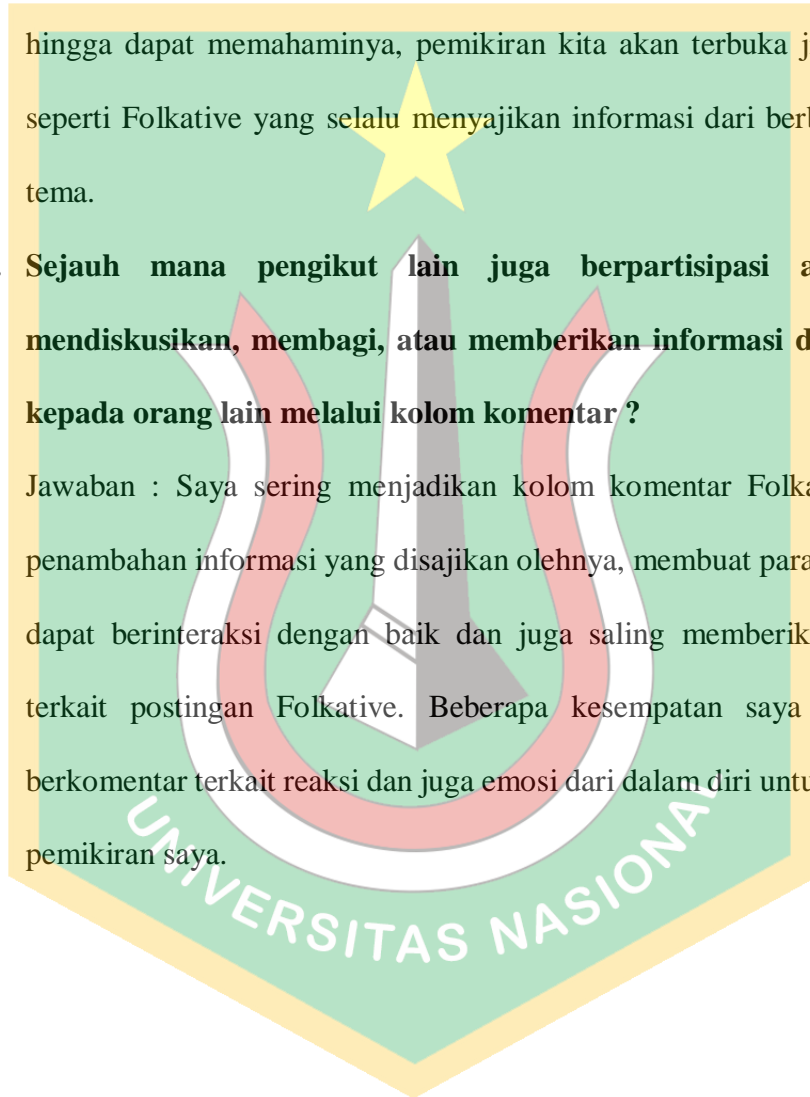 hingga dapat memahaminya, pemikiran kita akan terbuka j
seperti Folkative yang selalu menyajikan informasi dari ber
tema.
. Sejauh mana pengikut lain juga berpartisipasi a
mendiskusikan, membagi, atau memberikan informasi d
kepada orang lain melalui kolom komentar ?
Jawaban : Saya sering menjadikan kolom komentar Folka
penambahan informasi yang disajikan olehnya, membuat para
dapat berinteraksi dengan baik dan juga saling memberik
terkait postingan Folkative. Beberapa kesempatan saya
berkomentar terkait reaksi dan juga emosi dari dalam diri untu
pemikiran saya.
UNIVERSITAS NASIONAL